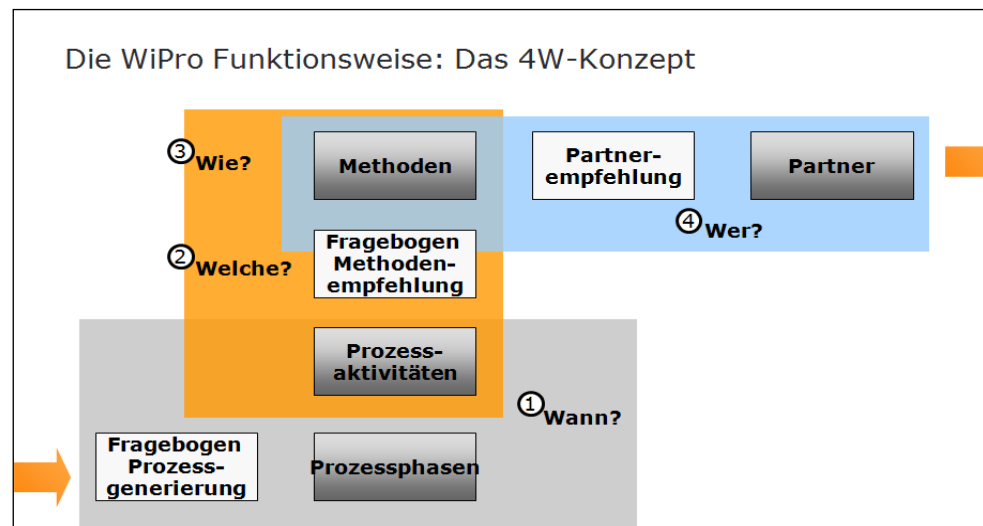 Die WiPro Funktionsweise: Das 4W-Konzept
3 Wie?
Methoden
Partner-
empfehlung
Partner
4 Wer?
2 Welche?
Fragebogen
Methoden-
empfehlung
Prozess-
aktivitäten
1 Wann?
Fragebogen
Prozess-
generierung
Prozessphasen